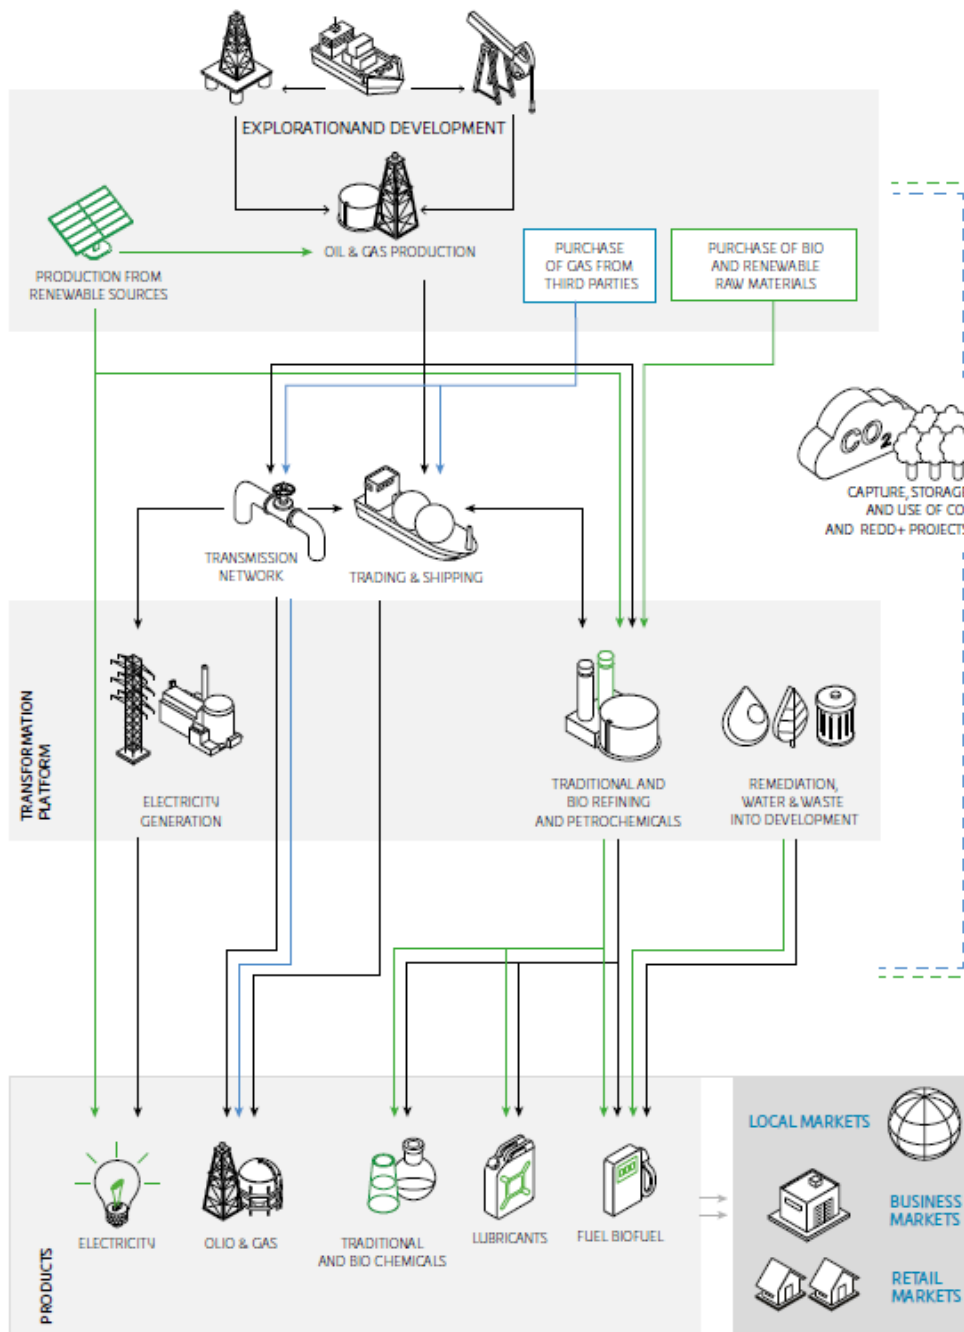 EXPLORATIONAND DEVELOPMENT
OIL & GAS PRODUCTION
PRODUCTION FROM
RENEWABLE SOURCES
PURCHASE
OF GAS FROM
THIRD PARTIES
PURCHASE OF BIO
AND RENEWABLE
RAW MATERIALS
CO2
CAPTURE, STORAGE
AND USE OF CO
AND REDD+ PROJECTS
TRANSMISSION
NETWORK
TRADING & SHIPPING
TRANSFORMATION
PLATFORM
ELECTRICITY
GENERATION
TRADITIONAL AND
BIO REFINING
AND PETROCHEMICALS
REMEDIATION,
WATER & WASTE
INTO DEVELOPMENT
PRODUCTS
ELECTRICITY
OLIO & GAS
TRADITIONAL
AND BIO CHEMICALS
LUBRICANTS
FUEL BIOFUEL
LOCAL MARKETS
BUSINESS
MARKETS
RETAIL
MARKETS